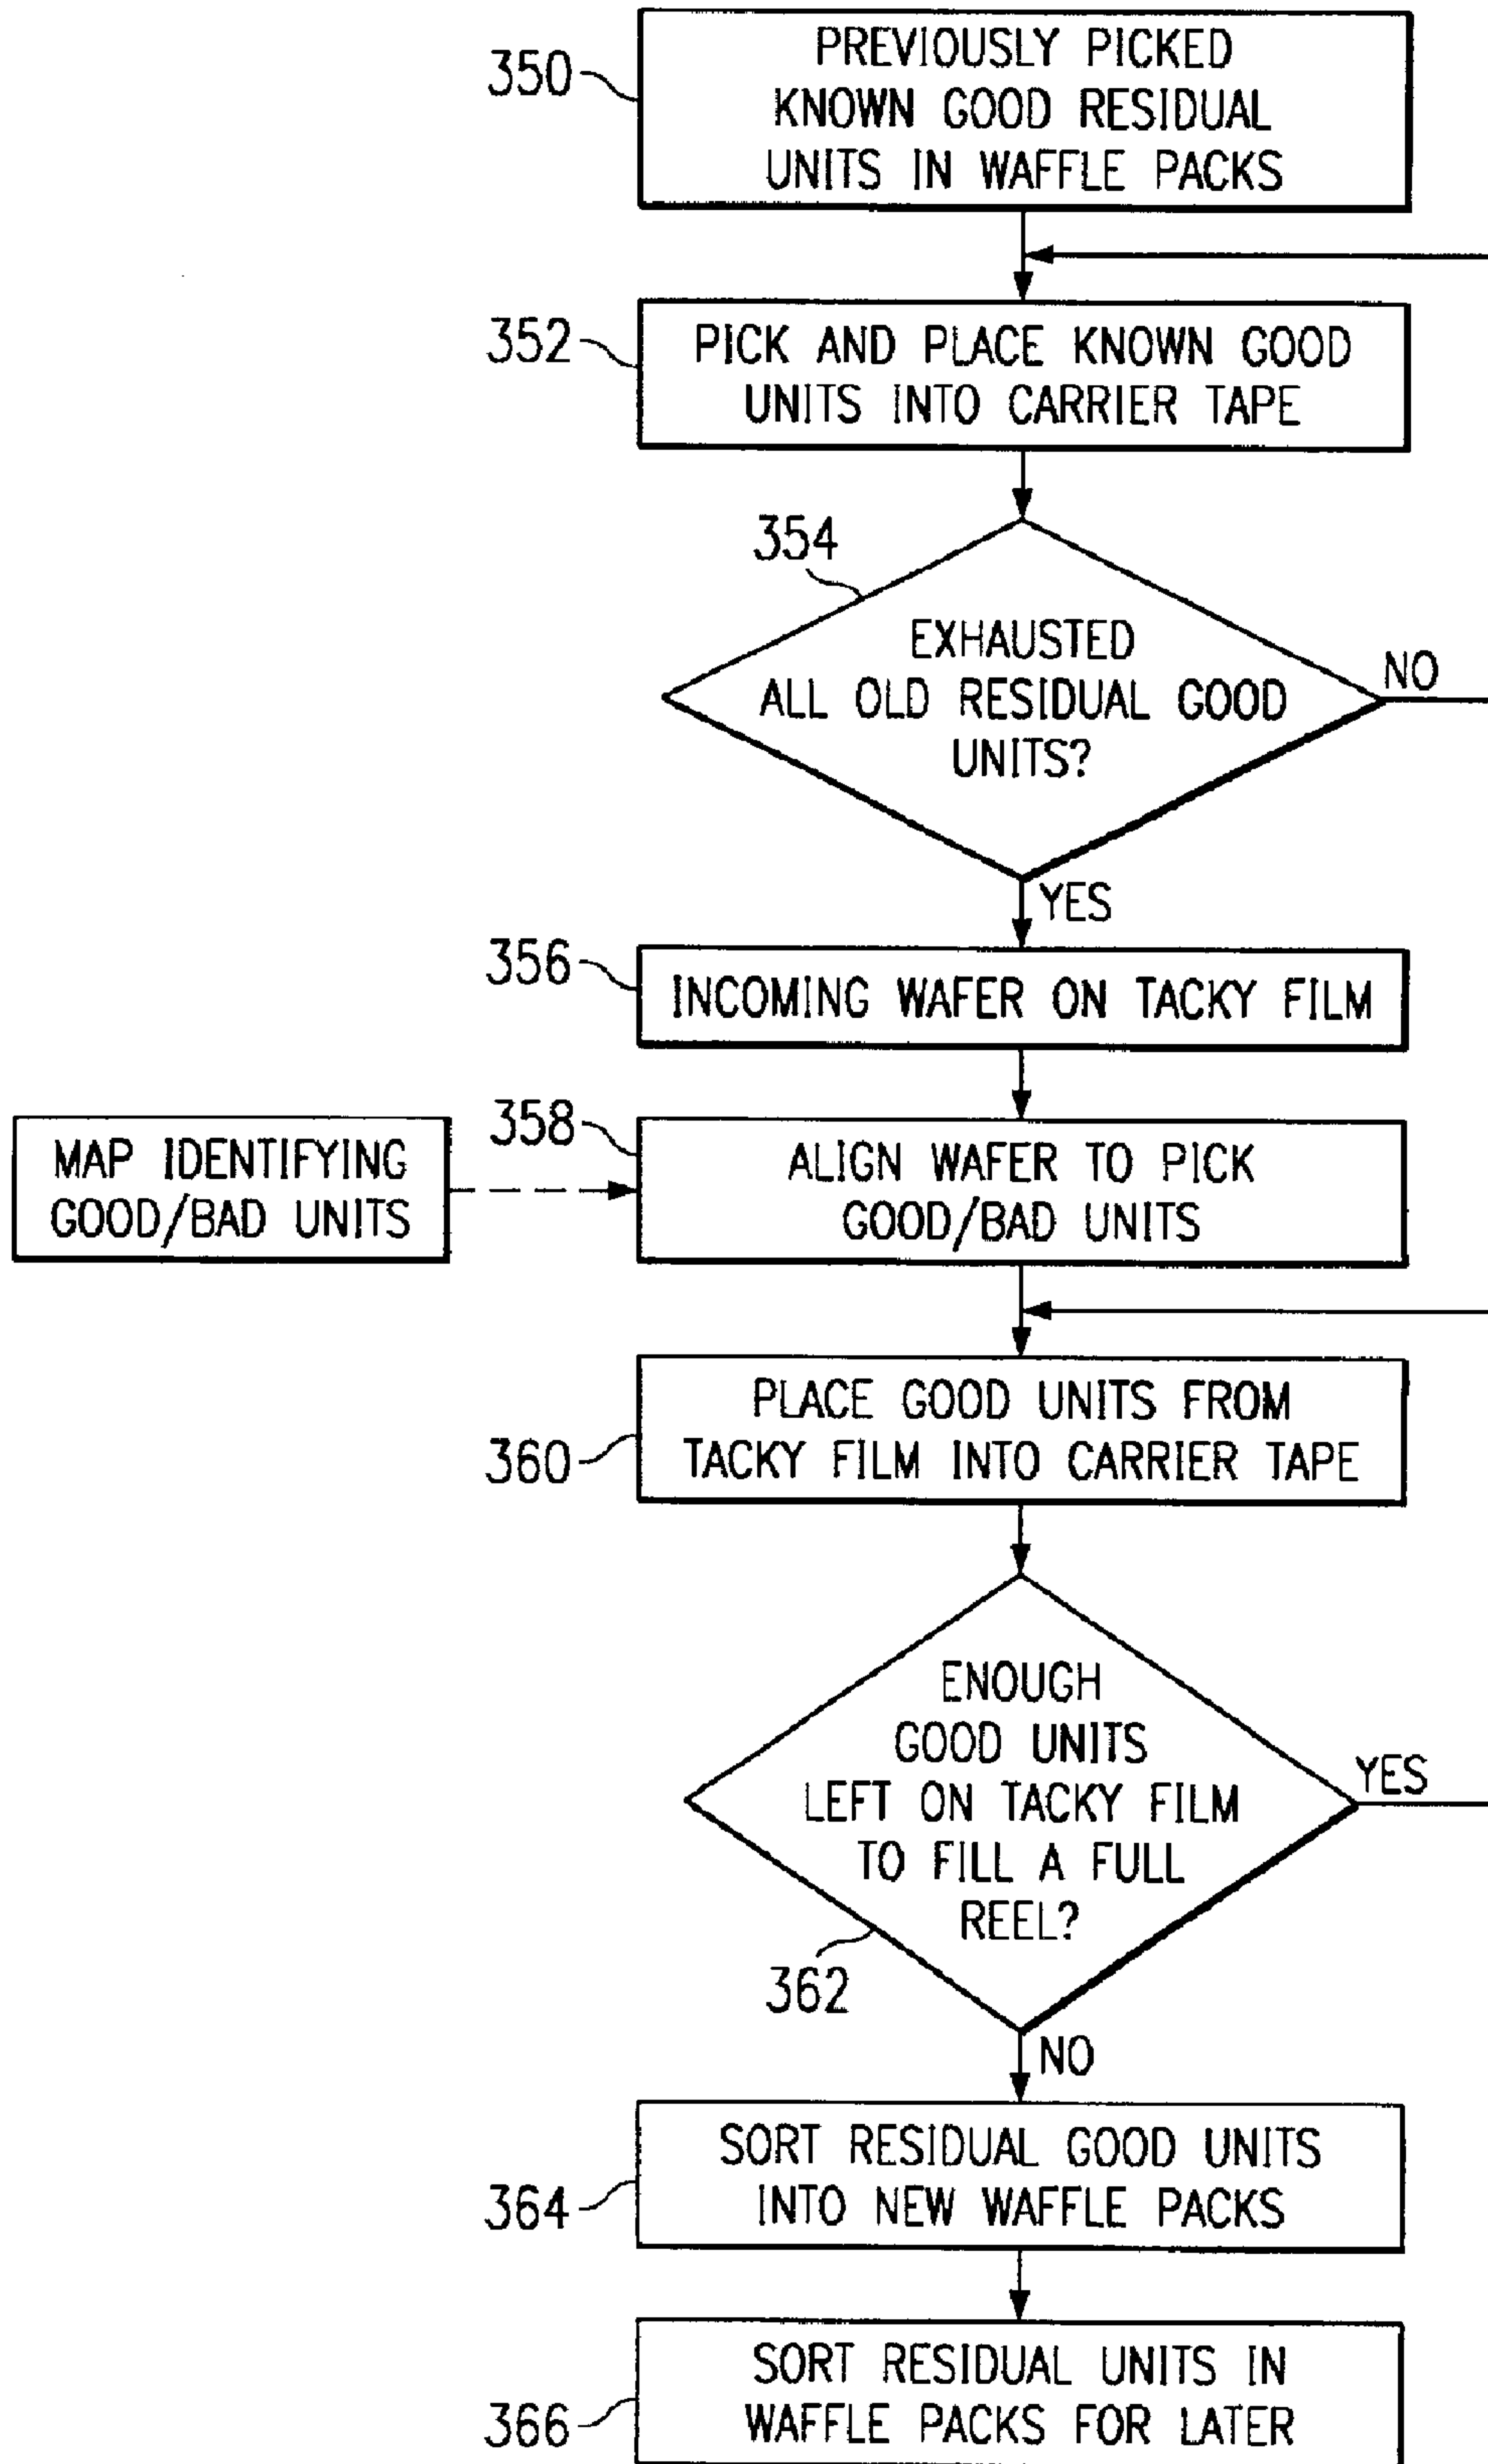 350
PREVIOUSLY PICKED
KNOWN GOOD RESIDUAL
UNITS IN WAFFLE PACKS
352
PICK AND PLACE KNOWN GOOD
UNITS INTO CARRIER TAPE
354
EXHAUSTED
ALL OLD RESIDUAL GOOD
UNITS?
NO
YES
356
INCOMING WAFER ON TACKY FILM
MAP IDENTIFYING
GOOD/BAD UNITS
358
ALIGN WAFER TO PICK
GOOD/BAD UNITS
360
PLACE GOOD UNITS FROM
TACKY FILM INTO CARRIER TAPE
ENOUGH
GOOD UNITS
LEFT ON TACKY FILM
TO FILL A FULL
REEL?
YES
362
NO
364
SORT RESIDUAL GOOD UNITS
INTO NEW WAFFLE PACKS
366
SORT RESIDUAL UNITS IN
WAFFLE PACKS FOR LATER